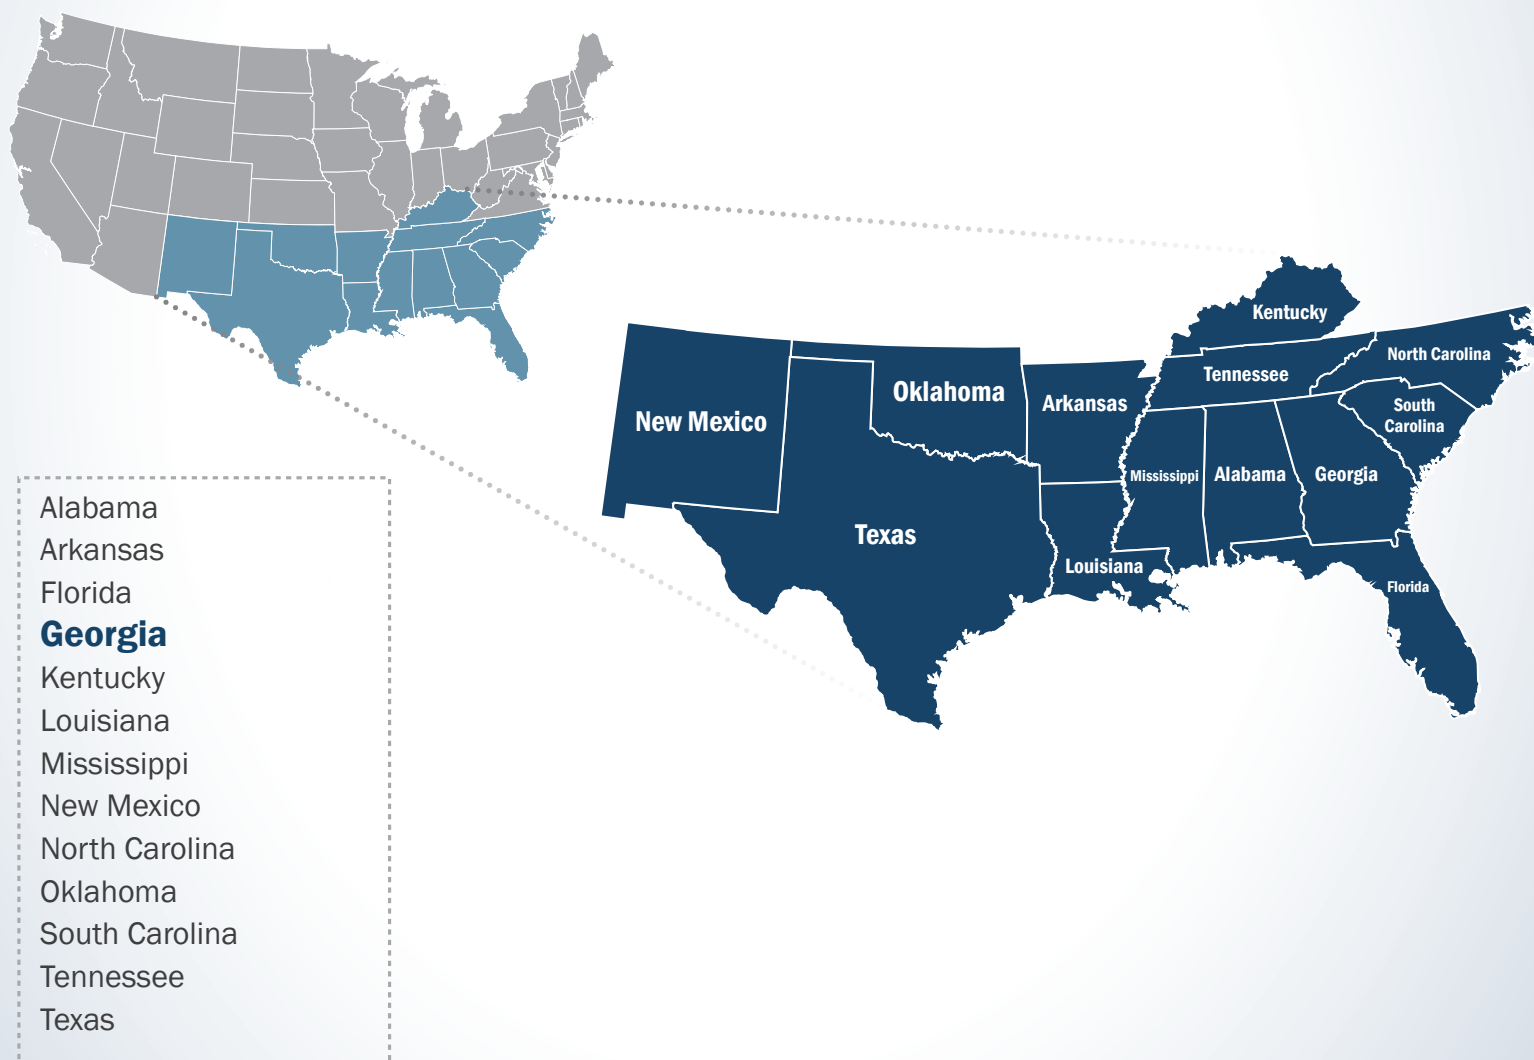 Kentucky
North Carolina
Tennessee
Oklahoma
Arkansas
South
Carolina
New Mexico
Mississippi
Alabama
Georgia
Texas
Louisiana
Florida
Alabama
Arkansas
Florida
Georgia
Kentucky
Louisiana
Mississippi
New Mexico
North Carolina
Oklahoma
South Carolina
Tennessee
Texas